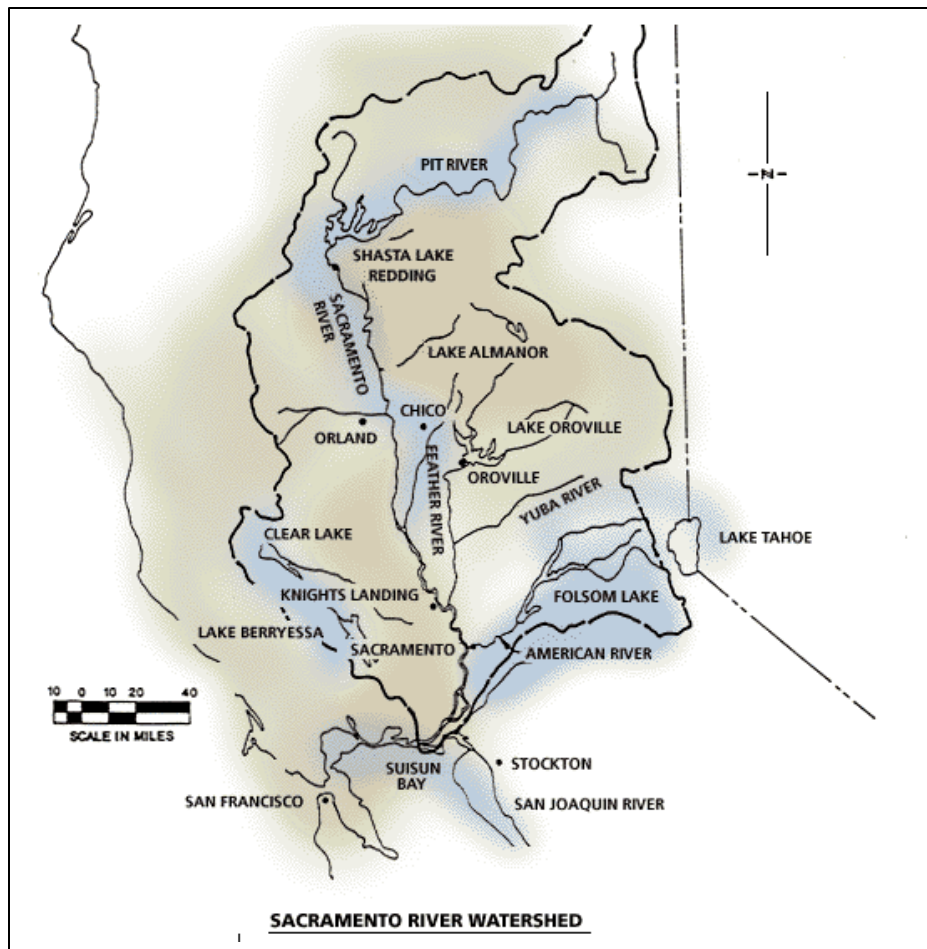 PIT RIVER
N
SHASTA LAKE
REDDING
SACRAMENTO
RIVER
LAKE ALMANOR
CHICO
LAKE OROVILLE
ORLAND
FEATHER RIVER
OROVILLE
YUBA RIVER
CLEAR LAKE
LAKE TAHOE
KNIGHTS LANDING
FOLSOM LAKE
LAKE BERRYESSA
SACRAMENTO
AMERICAN RIVER
10 0 10 20 40
SCALE IN MILES
SUISUN
BAY
STOCKTON
SAN FRANCISCO
SAN JOAQUIN RIVER
SACRAMENTO RIVER WATERSHED